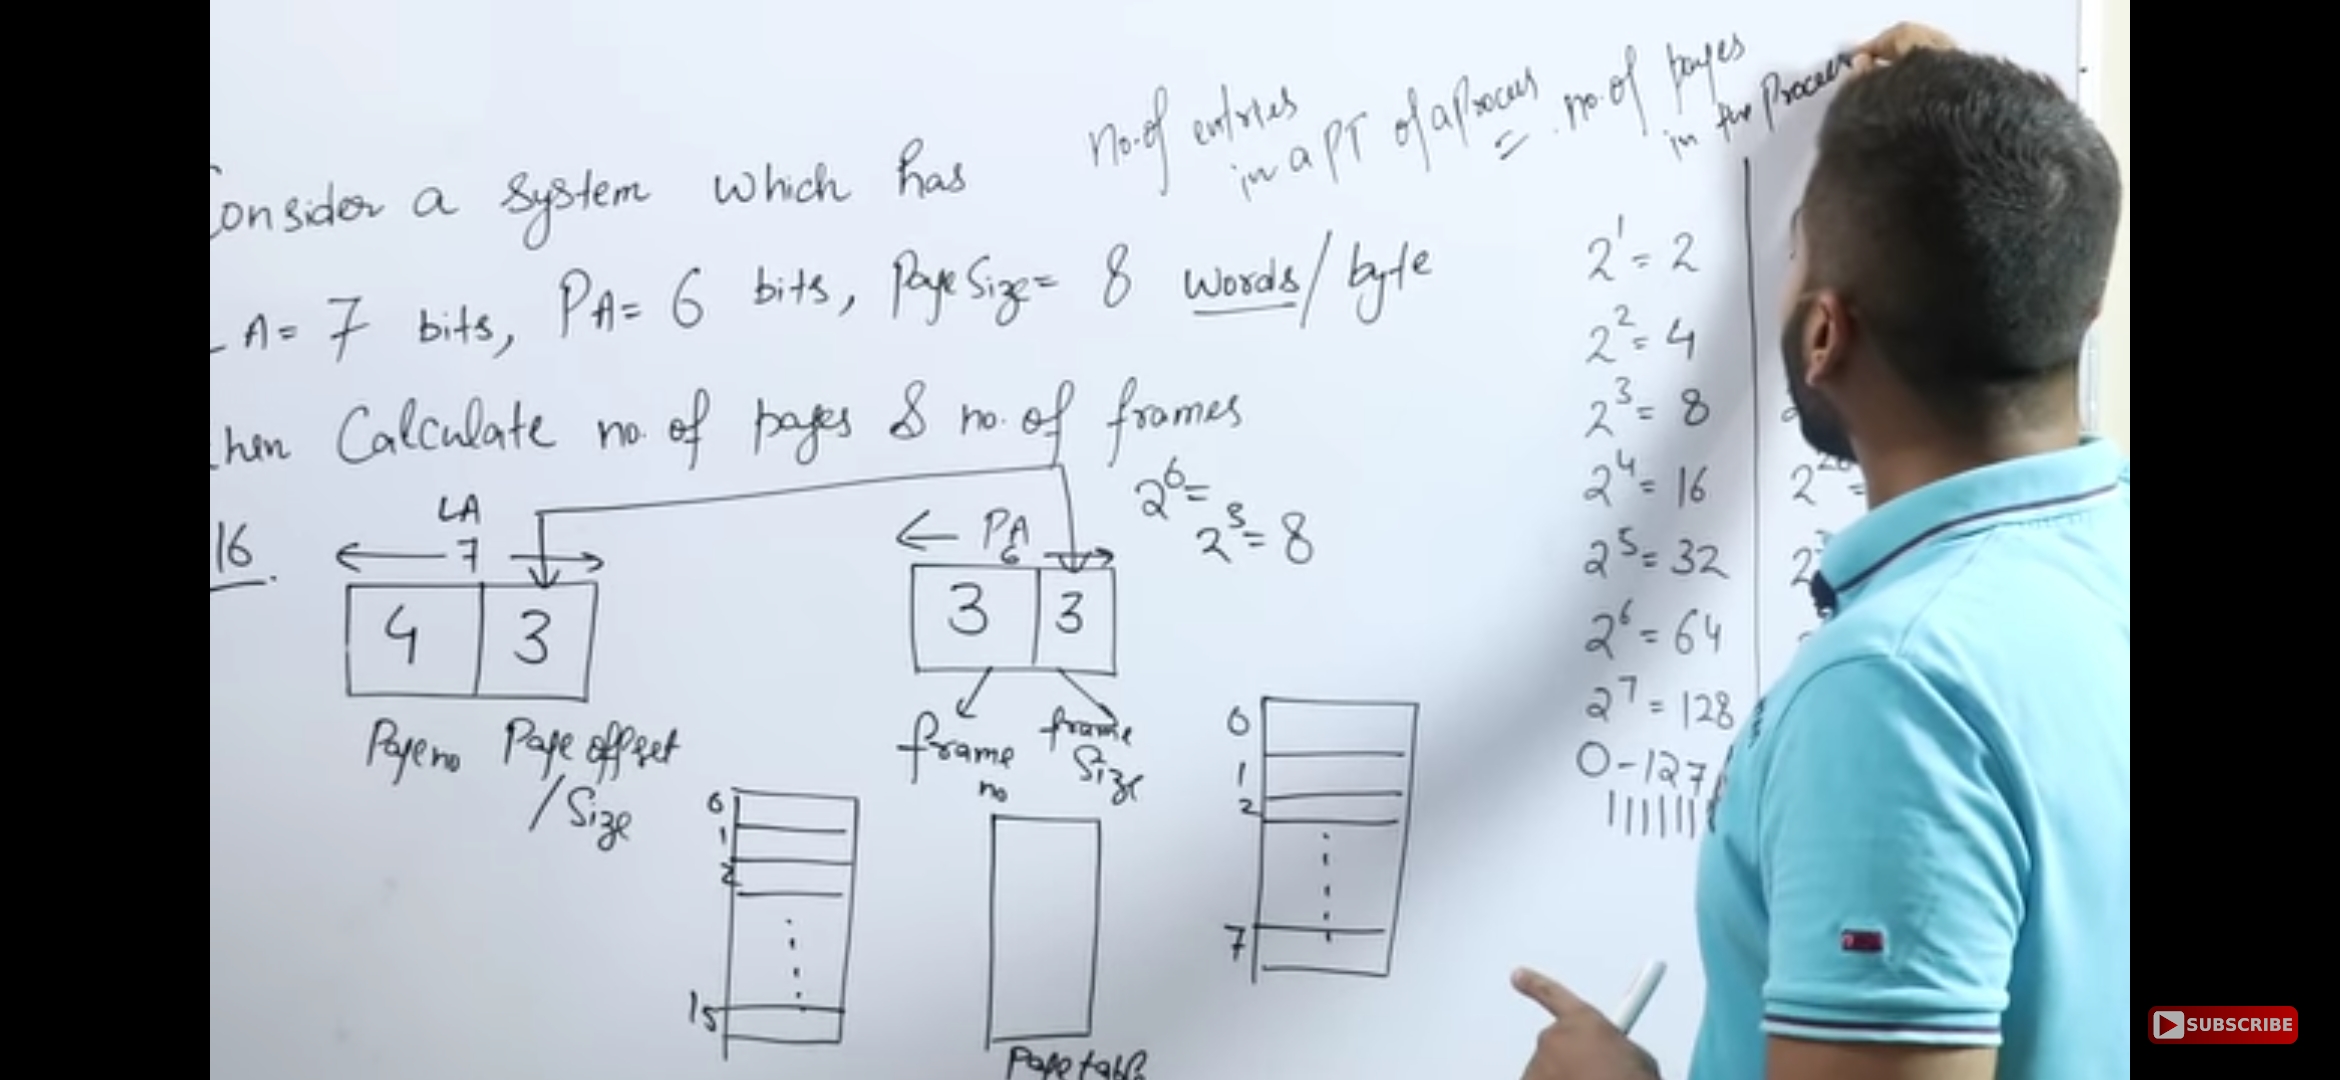 No. of entries
in a PT of a Process = no. of pages
in the Process
onsider a system which has
LA= 7 bits, PA= 6 bits, Page Size= 8 words/byte
then Calculate no. of pages & no. of frames
16
LA
7
4 3
Page no Page offset
/Size
PA
6
3 3
frame
no
frame
Size
2^6=
2^3=8
0
1
2
15
Page table
0
1
2
7
2^1=2
2^2=4
2^3=8
2^4=16
2^5=32
2^6=64
2^7=128
0-127
SUBSCRIBE